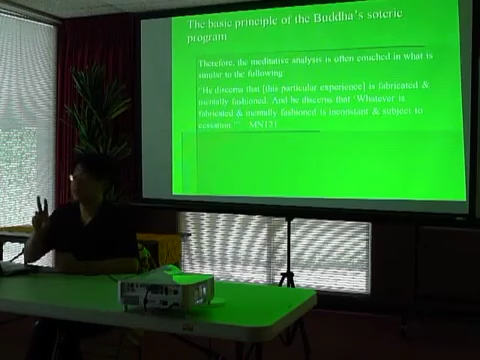 The basic principle of the Buddha's soteric
program
Therefore, the meditative analysis is often couched in what is
similar to the following:
"He discerns that [this particular experience] is fabricated &
mentally fashioned. And he discerns that 'Whatever is
fabricated & mentally fashioned is inconstant & subject to
cessation.'" MN121